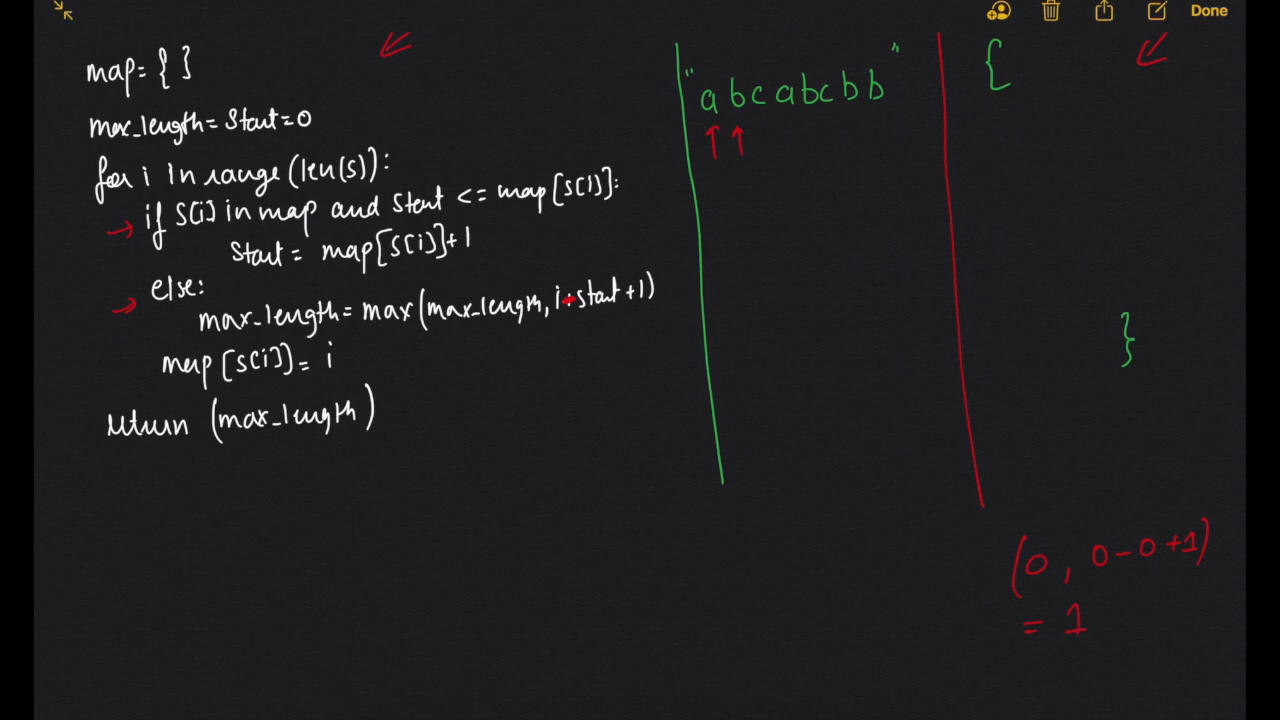 Done
map = { }
max_length = start = 0
for i in range (len(s)):
if s[i] in map and start <= map[s[i]]:
start = map[s[i]]+1
else:
max_length = max(max_length, i-start+1)
map [s[i]] = i
return (max_length)
"abcabcbb"
{
}
(0, 0-0+1)
= 1